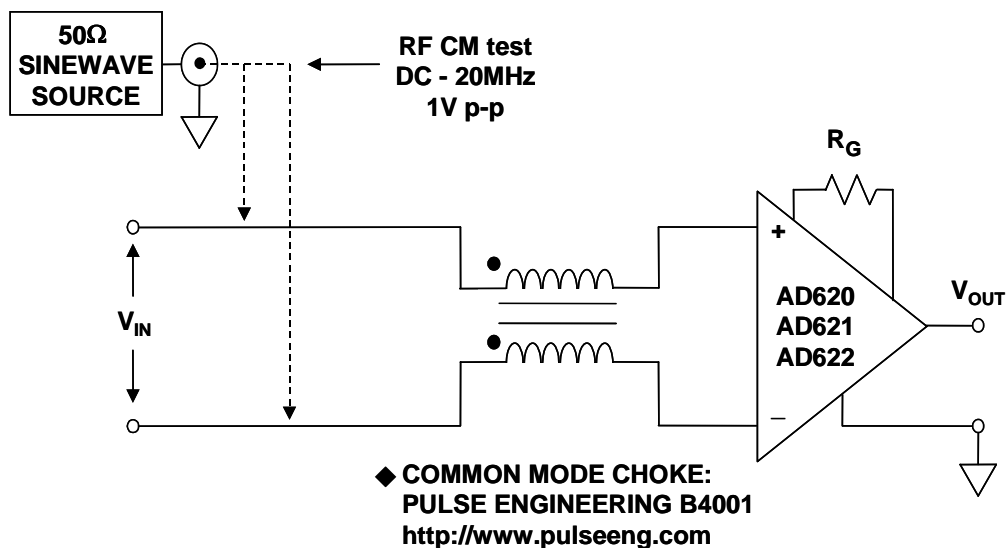 50Ω
SINEWAVE
SOURCE
RF CM test
DC - 20MHz
1V p-p
R_G
+
AD620
AD621
AD622
–
V_OUT
V_IN
◆ COMMON MODE CHOKE:
PULSE ENGINEERING B4001
http://www.pulseeng.com